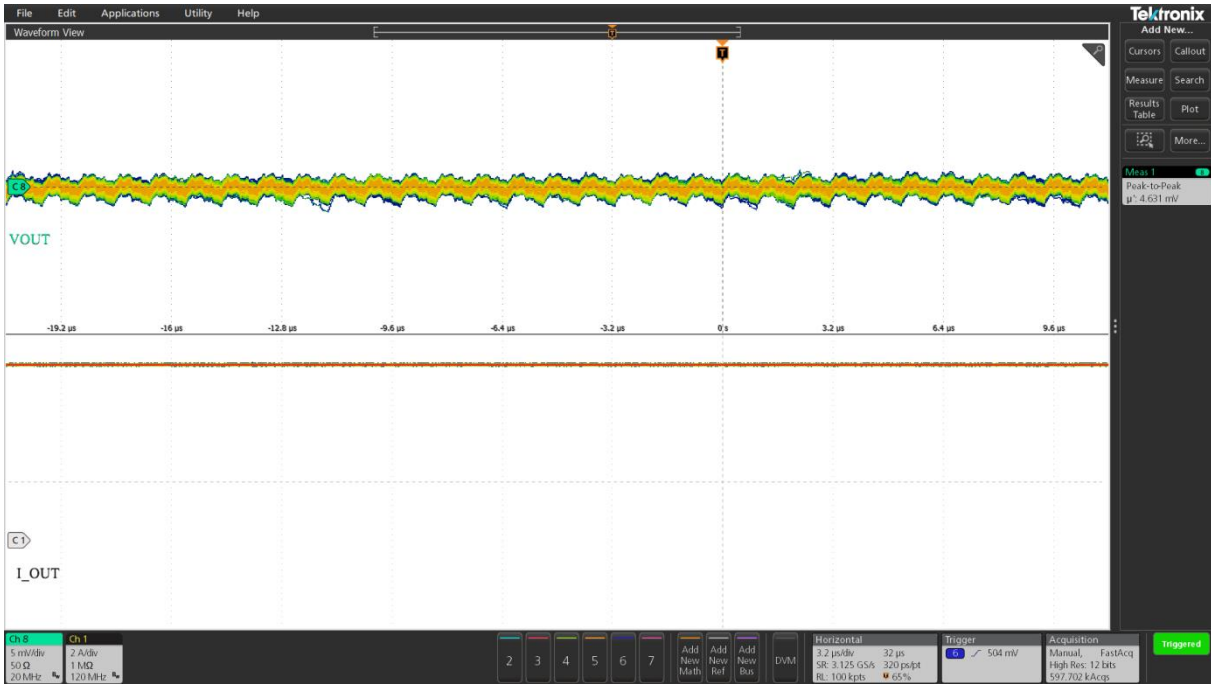 File Edit Applications Utility Help
Tektronix
Waveform View
Add New...
T
T
Cursors Callout
Measure Search
Results Table Plot
More...
C 8
Meas 1
Peak-to-Peak
µ': 4.631 mV
VOUT
-19.2 µs -16 µs -12.8 µs -9.6 µs -6.4 µs -3.2 µs 0 s 3.2 µs 6.4 µs 9.6 µs
C 1
I_OUT
Ch 8
5 mV/div
50 Ω
20 MHz
Ch 1
2 A/div
1 MΩ
120 MHz
2 3 4 5 6 7
Add New Math
Add New Ref
Add New Bus
DVM
Horizontal
3.2 µs/div 32 µs
SR: 3.125 GS/s 320 ps/pt
RL: 100 kpts 65%
Trigger
6 504 mV
Acquisition
Manual, FastAcq
High Res: 12 bits
597.702 kAcqs
Triggered